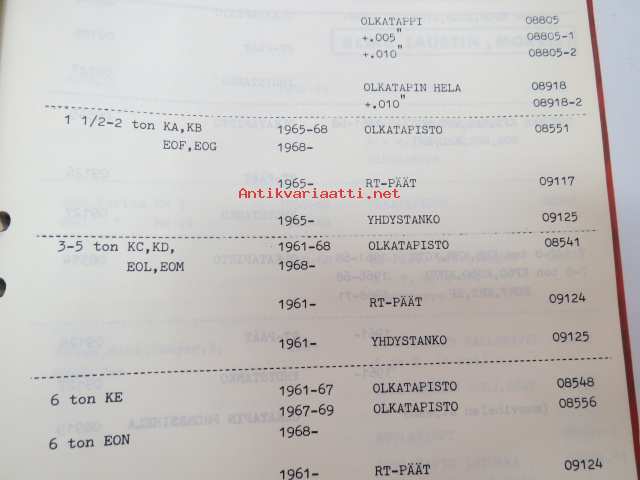 OLKATAPPI 08805
+.005" 08805-1
+.010" 08805-2
OLKATAPIN HELA 08918
+.010" 08918-2
1 1/2-2 ton KA,KB 1965-68 OLKATAPISTO 08551
EOF,EOG 1968-
1965- RT-PÄÄT 09117
Antikvariaatti.net
1965- YHDYSTANKO 09125
3-5 ton KC,KD, 1961-68 OLKATAPISTO 08541
EOL,EOM 1968-
1961- RT-PÄÄT 09124
1961- YHDYSTANKO 09125
6 ton KE 1961-67 OLKATAPISTO 08548
1967-69 OLKATAPISTO 08556
6 ton EON 1968-
1961- RT-PÄÄT 09124